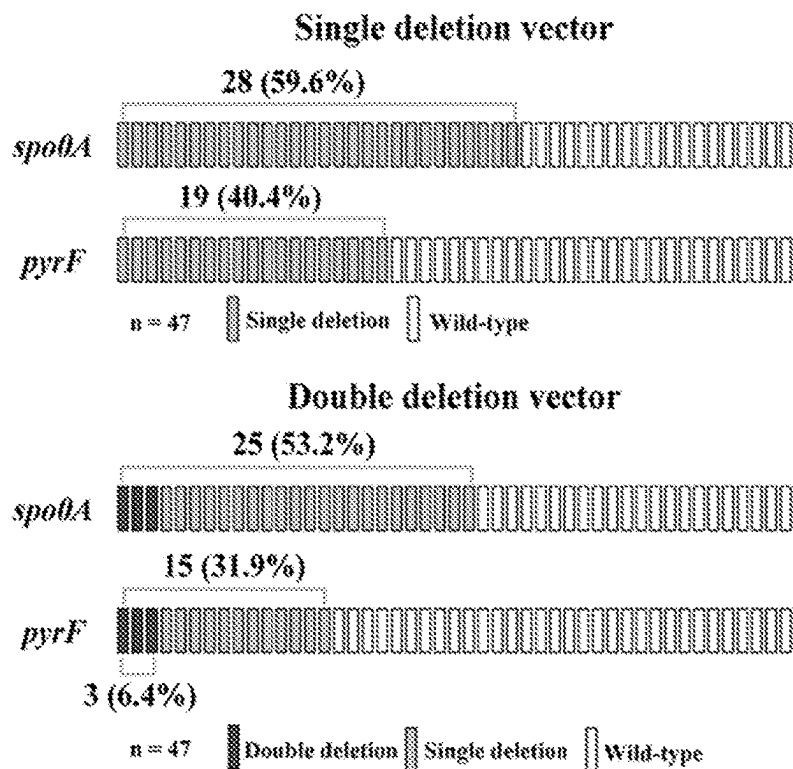 Single deletion vector
28 (59.6%)
spo0A
19 (40.4%)
pyrF
n = 47 Single deletion Wild-type
Double deletion vector
25 (53.2%)
spo0A
15 (31.9%)
pyrF
3 (6.4%)
n = 47 Double deletion Single deletion Wild-type